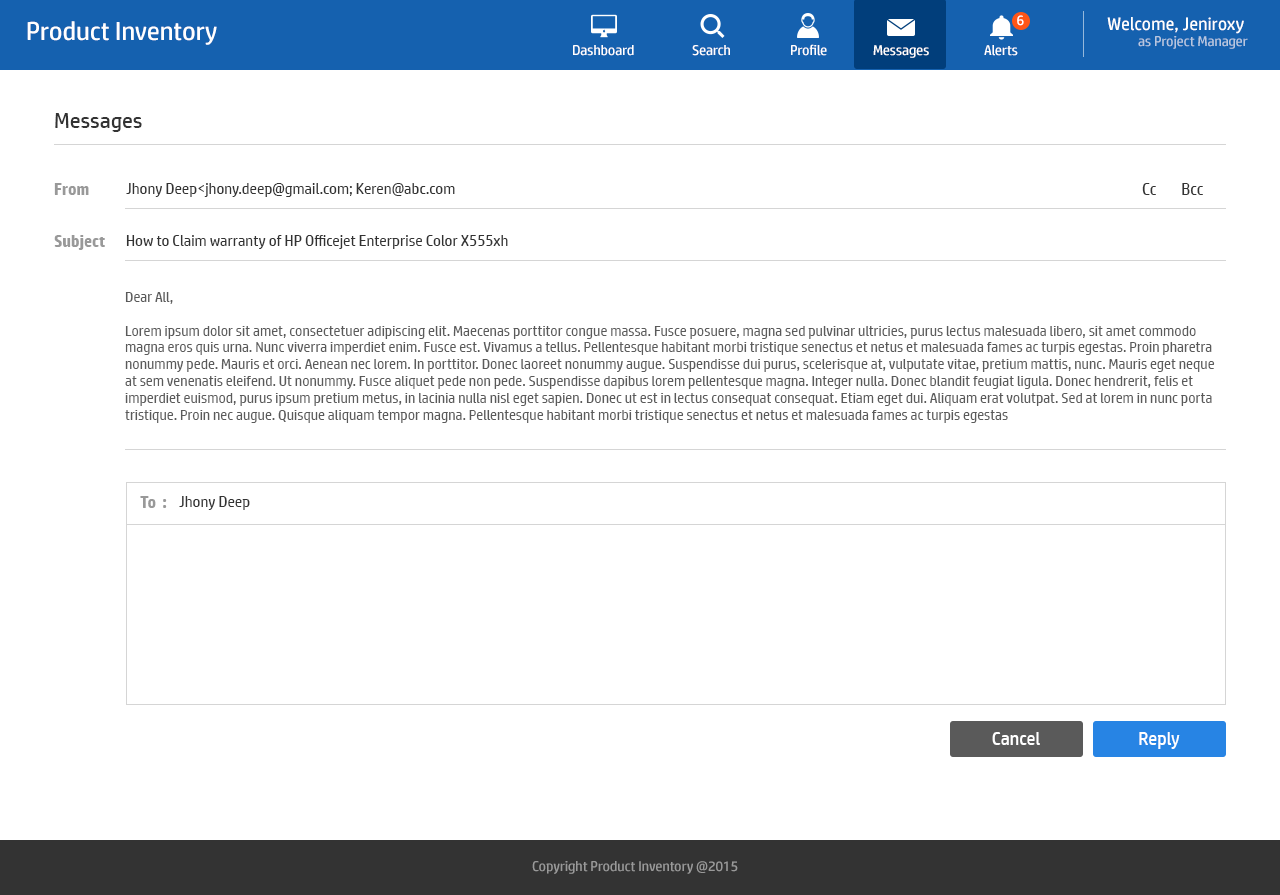 Product Inventory
Dashboard
Search
Profile
Messages
6
Alerts
Welcome, Jeniroxy
as Project Manager
Messages
From
Jhony Deep<jhony.deep@gmail.com; Keren@abc.com
Cc
Bcc
Subject
How to Claim warranty of HP Officejet Enterprise Color X555xh
Dear All,
Lorem ipsum dolor sit amet, consectetuer adipiscing elit. Maecenas porttitor congue massa. Fusce posuere, magna sed pulvinar ultricies, purus lectus malesuada libero, sit amet commodo
magna eros quis urna. Nunc viverra imperdiet enim. Fusce est. Vivamus a tellus. Pellentesque habitant morbi tristique senectus et netus et malesuada fames ac turpis egestas. Proin pharetra
nonummy pede. Mauris et orci. Aenean nec lorem. In porttitor. Donec laoreet nonummy augue. Suspendisse dui purus, scelerisque at, vulputate vitae, pretium mattis, nunc. Mauris eget neque
at sem venenatis eleifend. Ut nonummy. Fusce aliquet pede non pede. Suspendisse dapibus lorem pellentesque magna. Integer nulla. Donec blandit feugiat ligula. Donec hendrerit, felis et
imperdiet euismod, purus ipsum pretium metus, in lacinia nulla nisl eget sapien. Donec ut est in lectus consequat consequat. Etiam eget dui. Aliquam erat volutpat. Sed at lorem in nunc porta
tristique. Proin nec augue. Quisque aliquam tempor magna. Pellentesque habitant morbi tristique senectus et netus et malesuada fames ac turpis egestas
To : Jhony Deep
Cancel
Reply
Copyright Product Inventory @2015